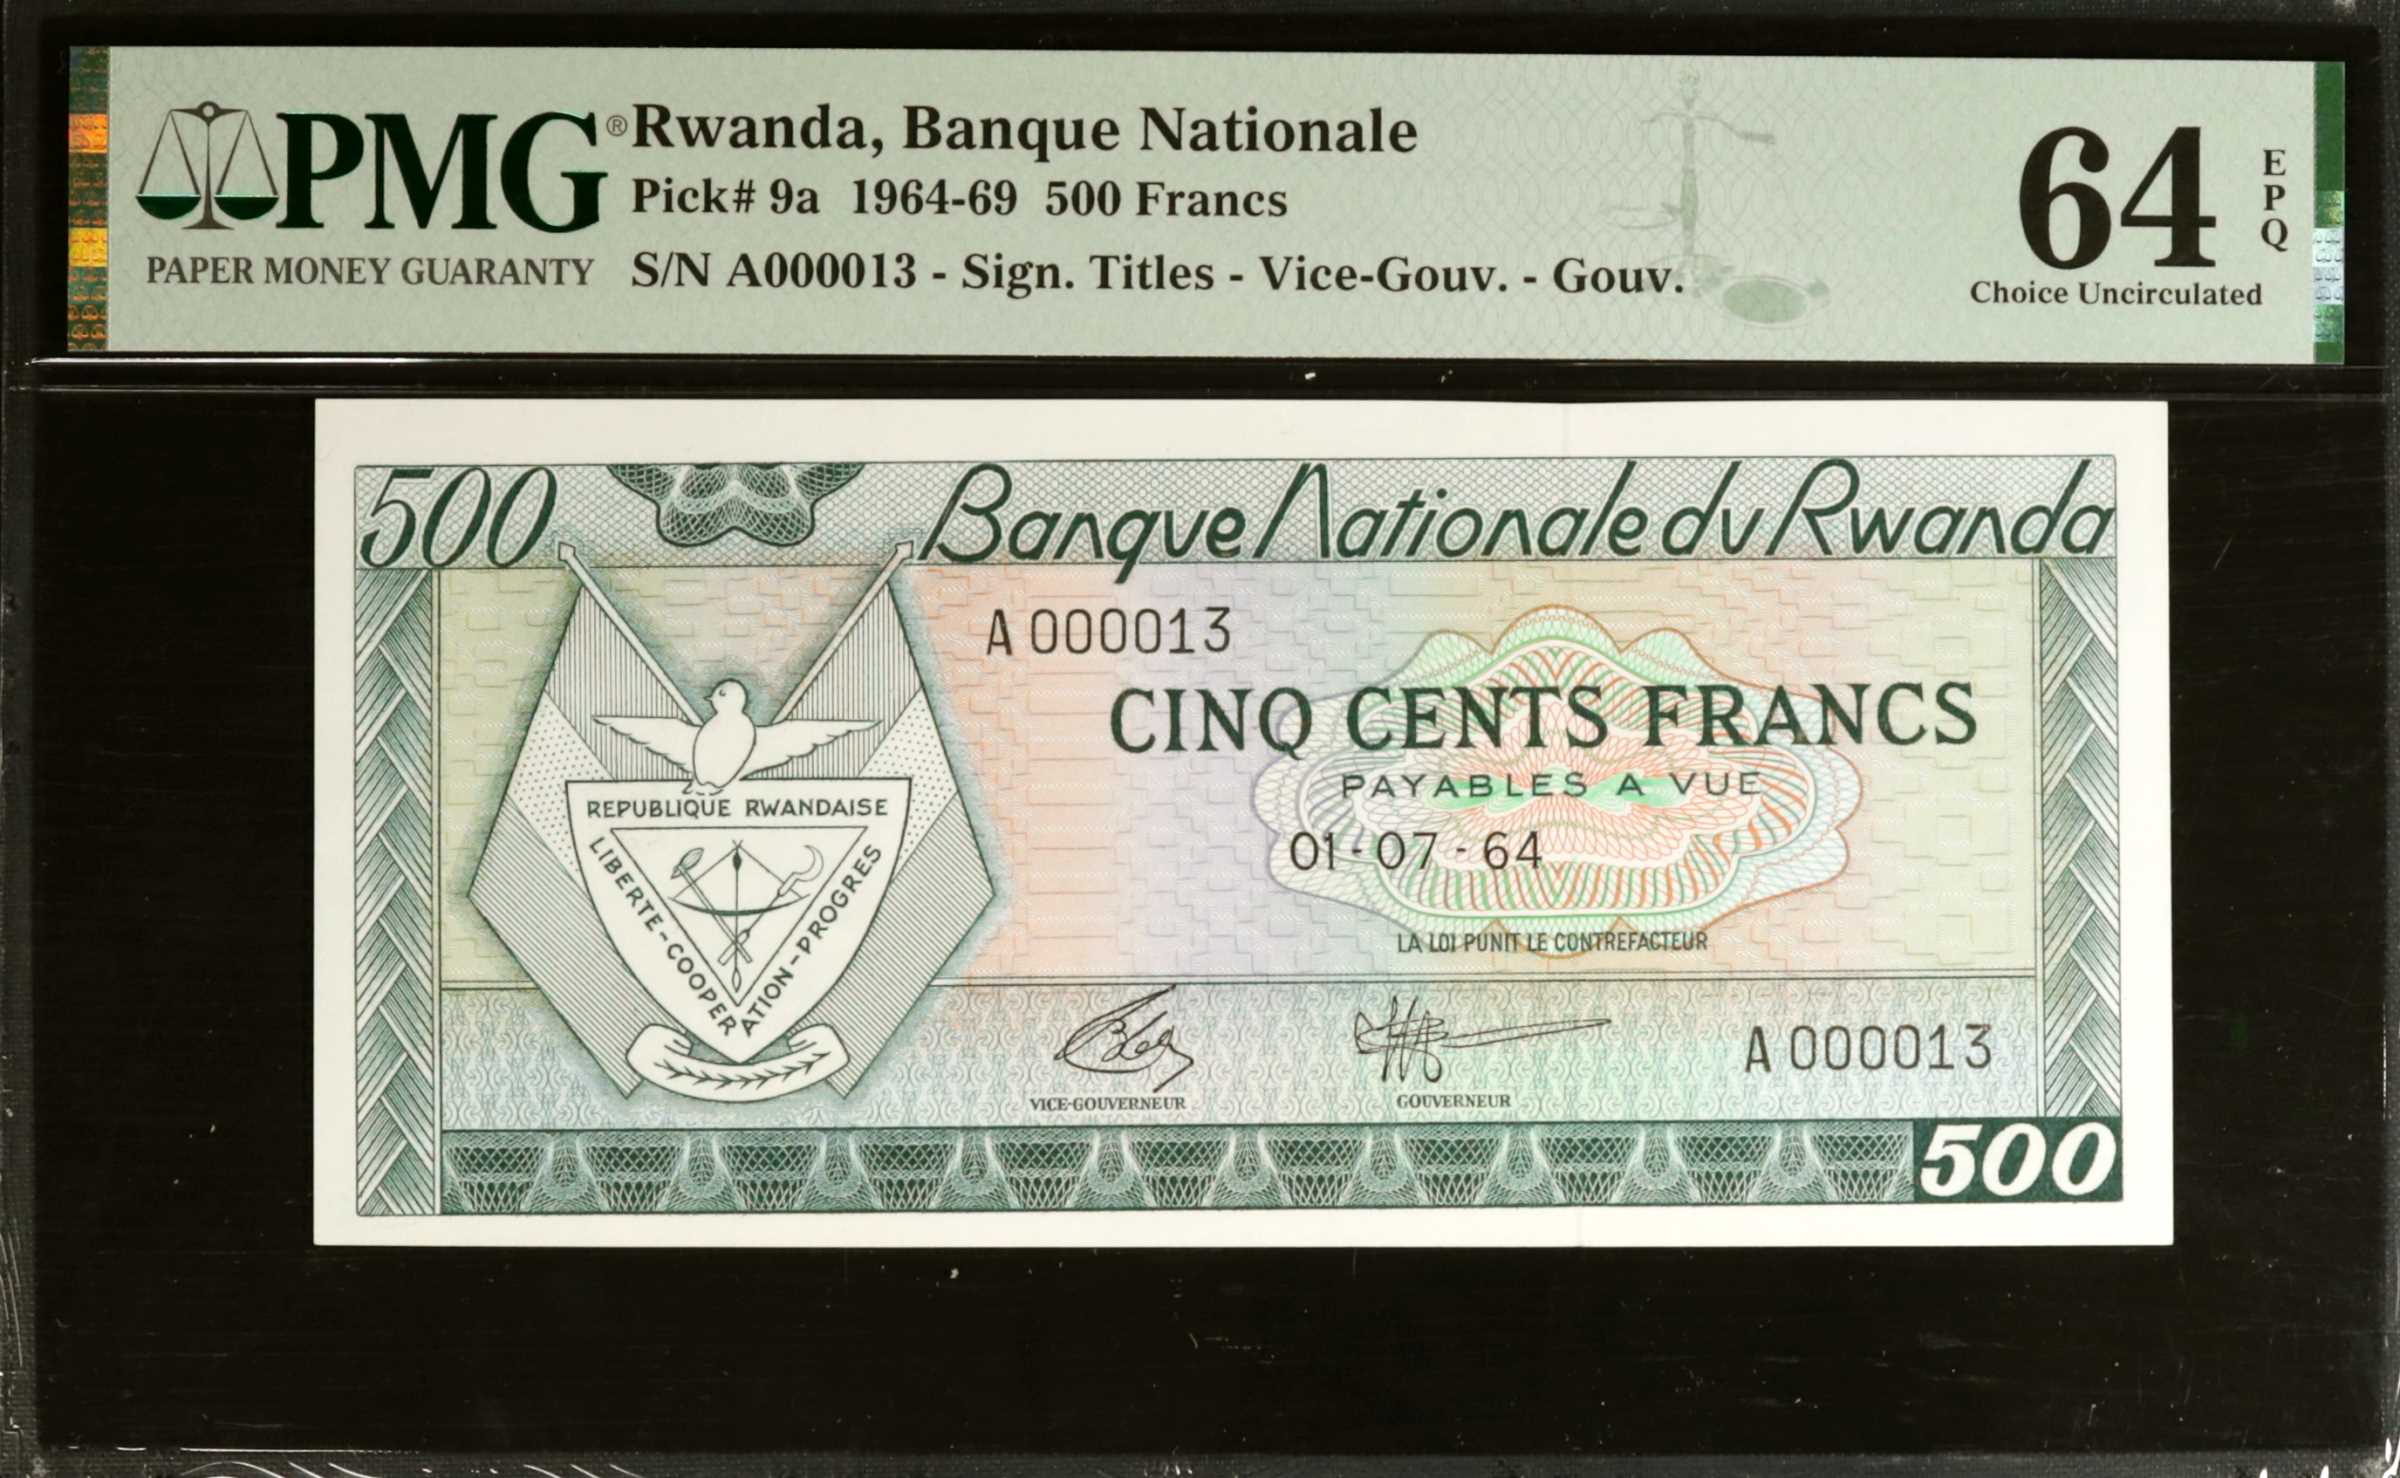 PMG®
PAPER MONEY GUARANTY
Rwanda, Banque Nationale
Pick# 9a 1964-69 500 Francs
S/N A000013 - Sign. Titles - Vice-Gouv. - Gouv.
64 EPQ
Choice Uncirculated
500
Banque Nationale du Rwanda
A 000013
CINQ CENTS FRANCS
PAYABLES A VUE
01-07-64
LA LOI PUNIT LE CONTREFACTEUR
REPUBLIQUE RWANDAISE
LIBERTE-COOPERATION-PROGRES
VICE-GOUVERNEUR
GOUVERNEUR
A 000013
500